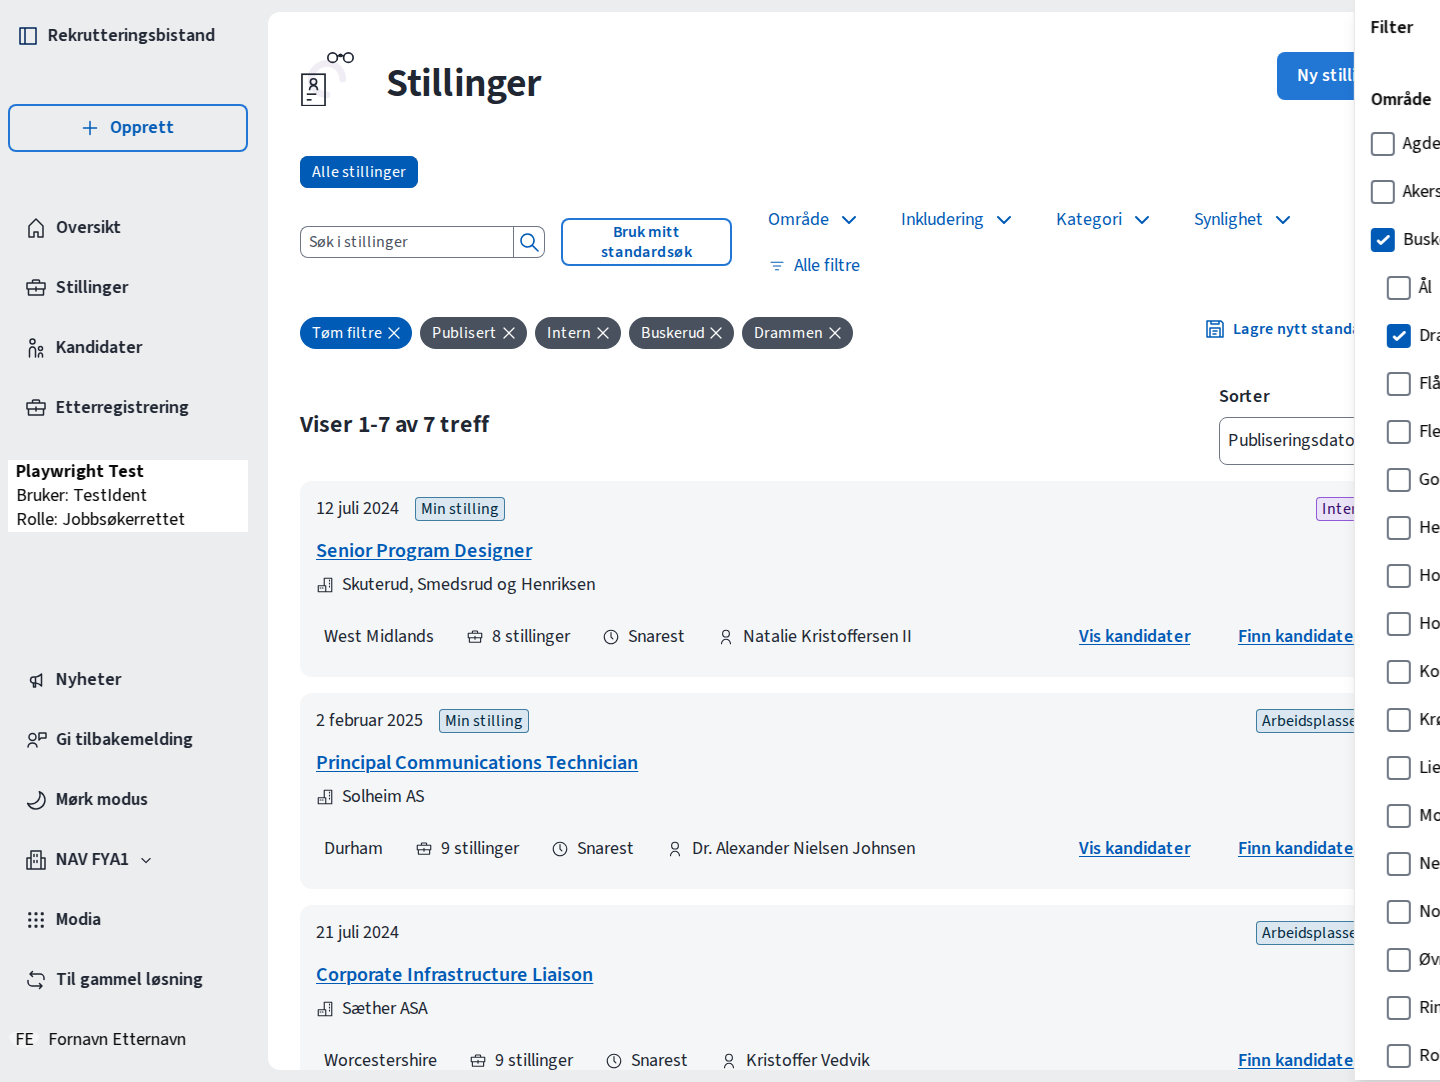 Rekrutteringsbistand
Opprett
Oversikt
Stillinger
Kandidater
Etterregistrering
Playwright Test
Bruker: TestIdent
Rolle: Jobbsøkerrettet
Nyheter
Gi tilbakemelding
Mørk modus
NAV FYA1
Modia
Til gammel løsning
FE Fornavn Etternavn
Stillinger
Ny stilli
Alle stillinger
Søk i stillinger
Bruk mitt
standardsøk
Område Inkludering Kategori Synlighet
Alle filtre
Tøm filtre Publisert Intern Buskerud Drammen
Lagre nytt standa
Viser 1-7 av 7 treff
Sorter
Publiseringsdato
12 juli 2024 Min stilling Inter
Senior Program Designer
Skuterud, Smedsrud og Henriksen
West Midlands 8 stillinger Snarest Natalie Kristoffersen II Vis kandidater Finn kandidate
2 februar 2025 Min stilling Arbeidsplasse
Principal Communications Technician
Solheim AS
Durham 9 stillinger Snarest Dr. Alexander Nielsen Johnsen Vis kandidater Finn kandidate
21 juli 2024 Arbeidsplasse
Corporate Infrastructure Liaison
Sæther ASA
Worcestershire 9 stillinger Snarest Kristoffer Vedvik Finn kandidate
Filter
Område
Agde
Akers
Busk
Ål
Dra
Flå
Fle
Go
He
Ho
Ho
Ko
Krø
Lie
Mo
Ne
No
Øv
Rin
Ro